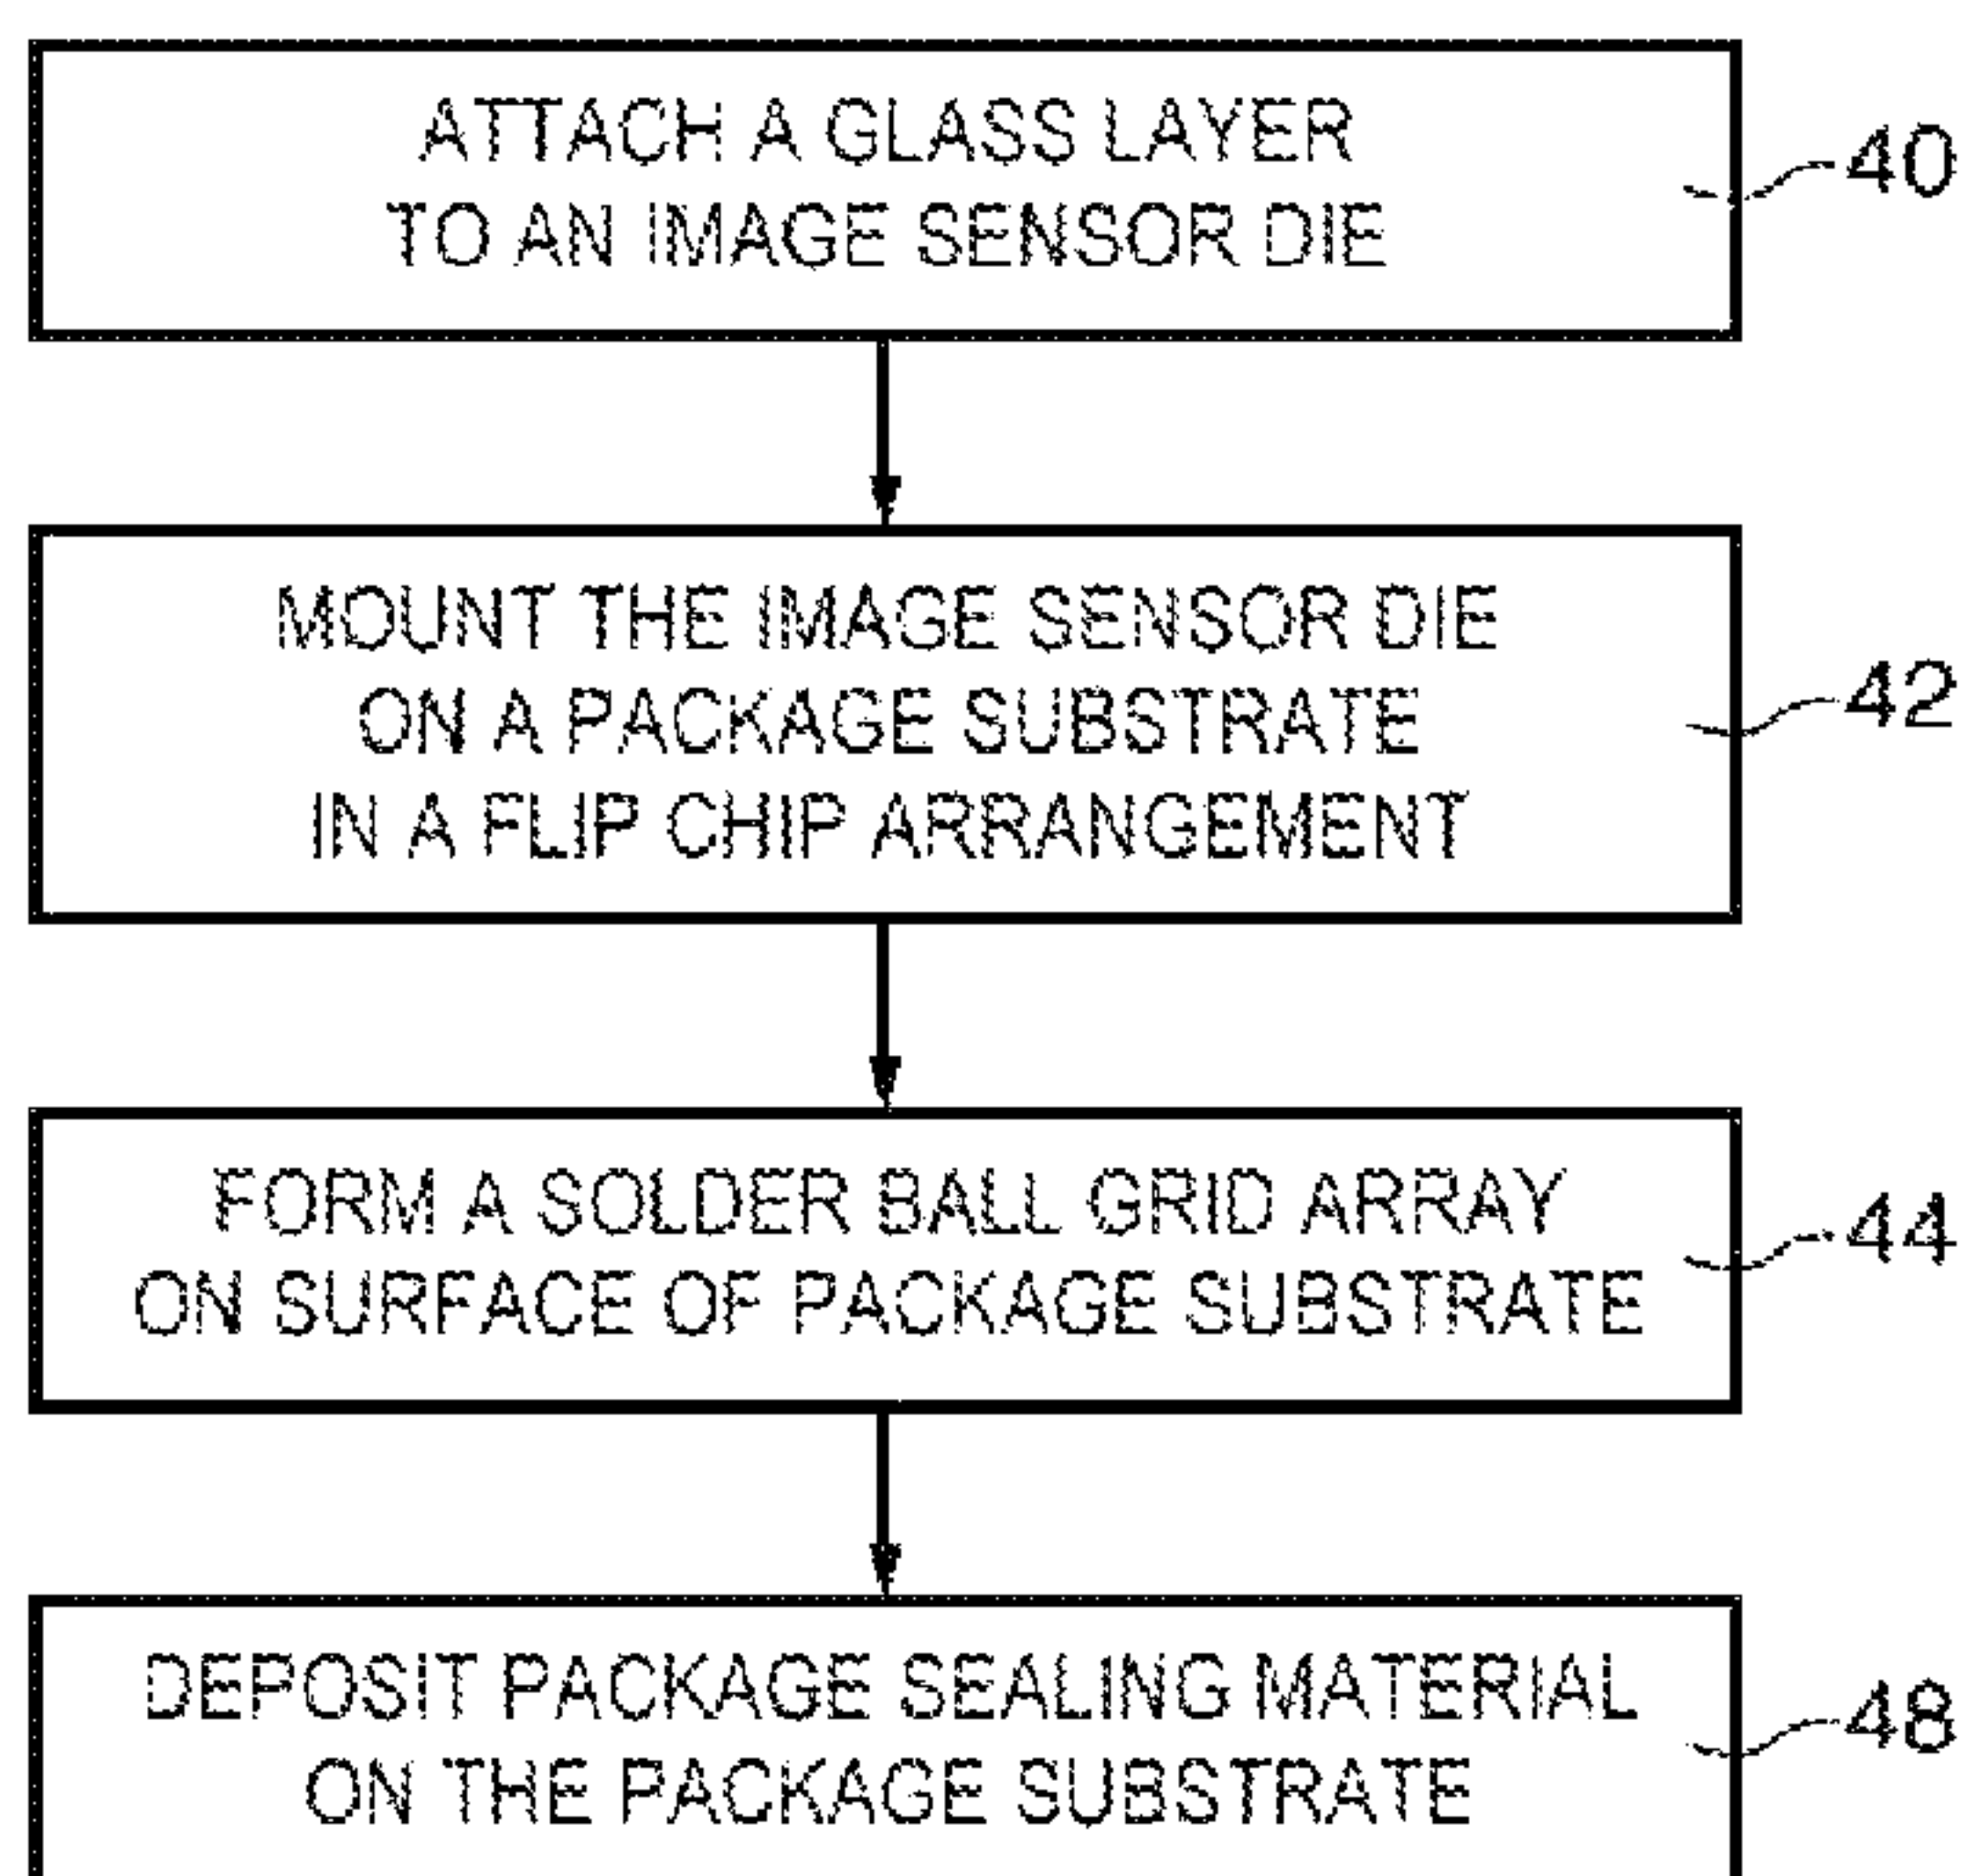 ATTACH A GLASS LAYER
TO AN IMAGE SENSOR DIE
40
MOUNT THE IMAGE SENSOR DIE
ON A PACKAGE SUBSTRATE
IN A FLIP CHIP ARRANGEMENT
42
FORM A SOLDER BALL GRID ARRAY
ON SURFACE OF PACKAGE SUBSTRATE
44
DEPOSIT PACKAGE SEALING MATERIAL
ON THE PACKAGE SUBSTRATE
48